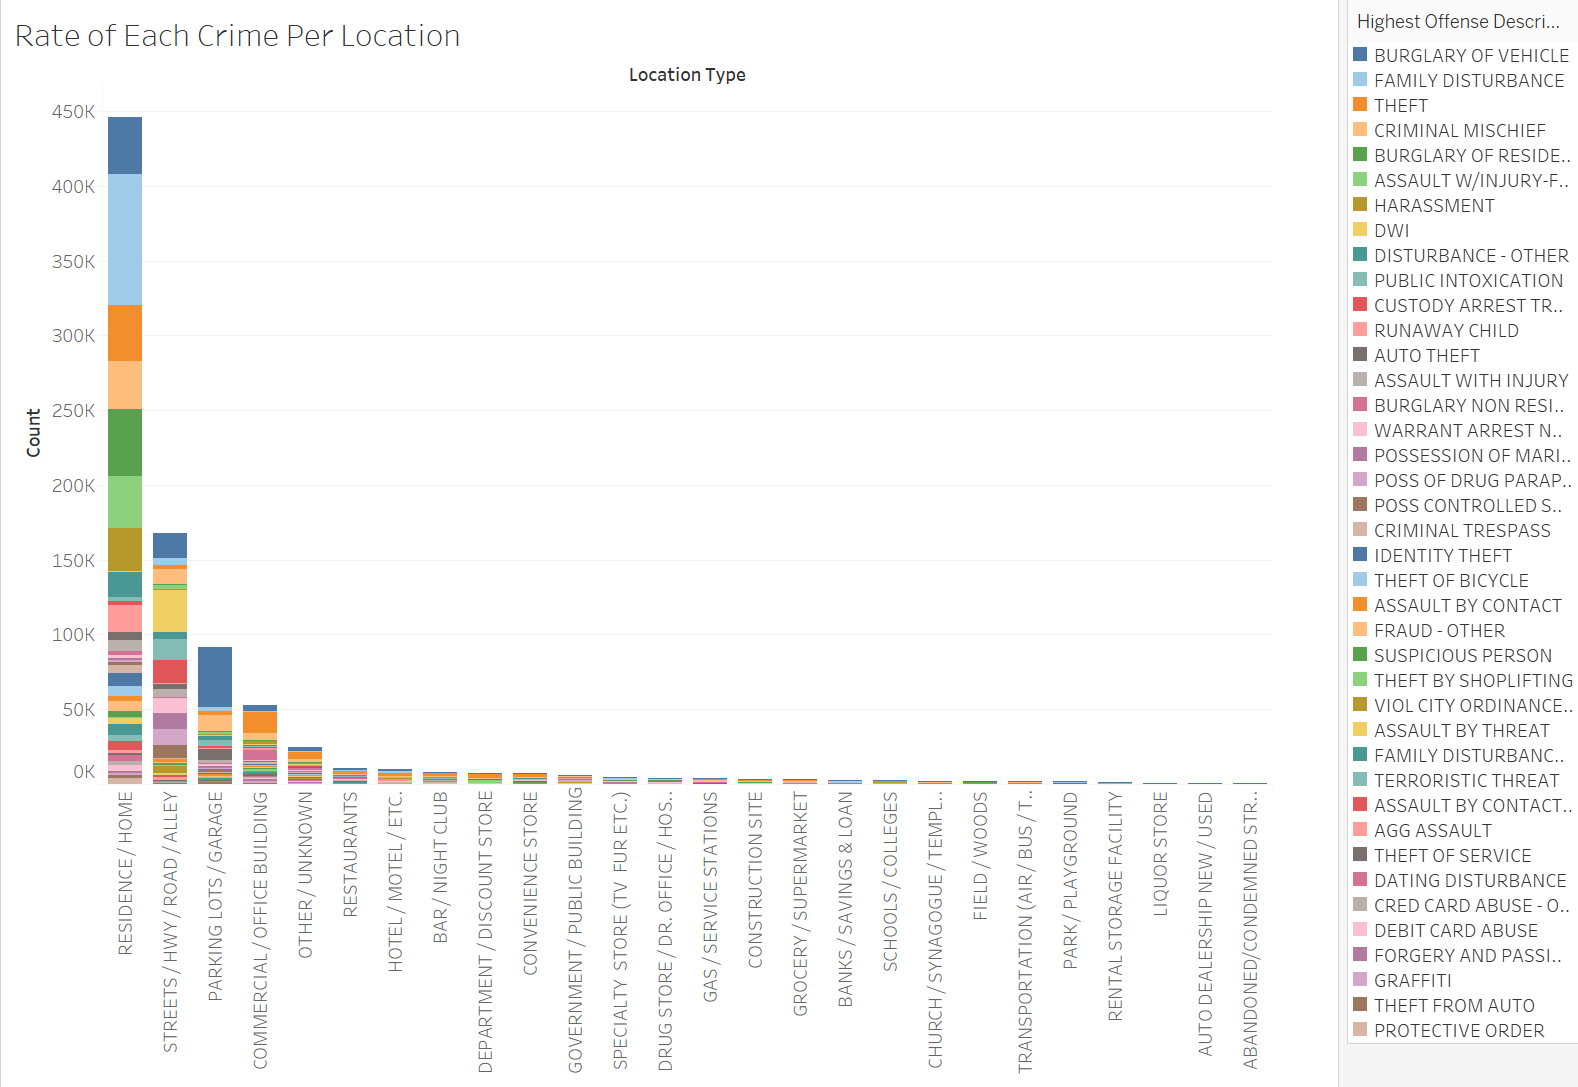 Rate of Each Crime Per Location
Location Type
Count
450K
400K
350K
300K
250K
200K
150K
100K
50K
0K
RESIDENCE / HOME
STREETS / HWY / ROAD / ALLEY
PARKING LOTS / GARAGE
COMMERCIAL / OFFICE BUILDING
OTHER / UNKNOWN
RESTAURANTS
HOTEL / MOTEL / ETC.
BAR / NIGHT CLUB
DEPARTMENT / DISCOUNT STORE
CONVENIENCE STORE
GOVERNMENT / PUBLIC BUILDING
SPECIALTY  STORE (TV  FUR ETC.)
DRUG STORE / DR. OFFICE / HOS..
GAS / SERVICE STATIONS
CONSTRUCTION SITE
GROCERY / SUPERMARKET
BANKS / SAVINGS & LOAN
SCHOOLS / COLLEGES
CHURCH / SYNAGOGUE / TEMPL..
FIELD / WOODS
TRANSPORTATION (AIR / BUS / T..
PARK / PLAYGROUND
RENTAL STORAGE FACILITY
LIQUOR STORE
AUTO DEALERSHIP NEW / USED
ABANDONED/CONDEMNED STR..
Highest Offense Descri...
BURGLARY OF VEHICLE
FAMILY DISTURBANCE
THEFT
CRIMINAL MISCHIEF
BURGLARY OF RESIDE..
ASSAULT W/INJURY-F..
HARASSMENT
DWI
DISTURBANCE - OTHER
PUBLIC INTOXICATION
CUSTODY ARREST TR..
RUNAWAY CHILD
AUTO THEFT
ASSAULT WITH INJURY
BURGLARY NON RESI..
WARRANT ARREST N..
POSSESSION OF MARI..
POSS OF DRUG PARAP..
POSS CONTROLLED S..
CRIMINAL TRESPASS
IDENTITY THEFT
THEFT OF BICYCLE
ASSAULT BY CONTACT
FRAUD - OTHER
SUSPICIOUS PERSON
THEFT BY SHOPLIFTING
VIOL CITY ORDINANCE..
ASSAULT BY THREAT
FAMILY DISTURBANC..
TERRORISTIC THREAT
ASSAULT BY CONTACT..
AGG ASSAULT
THEFT OF SERVICE
DATING DISTURBANCE
CRED CARD ABUSE - O..
DEBIT CARD ABUSE
FORGERY AND PASSI..
GRAFFITI
THEFT FROM AUTO
PROTECTIVE ORDER